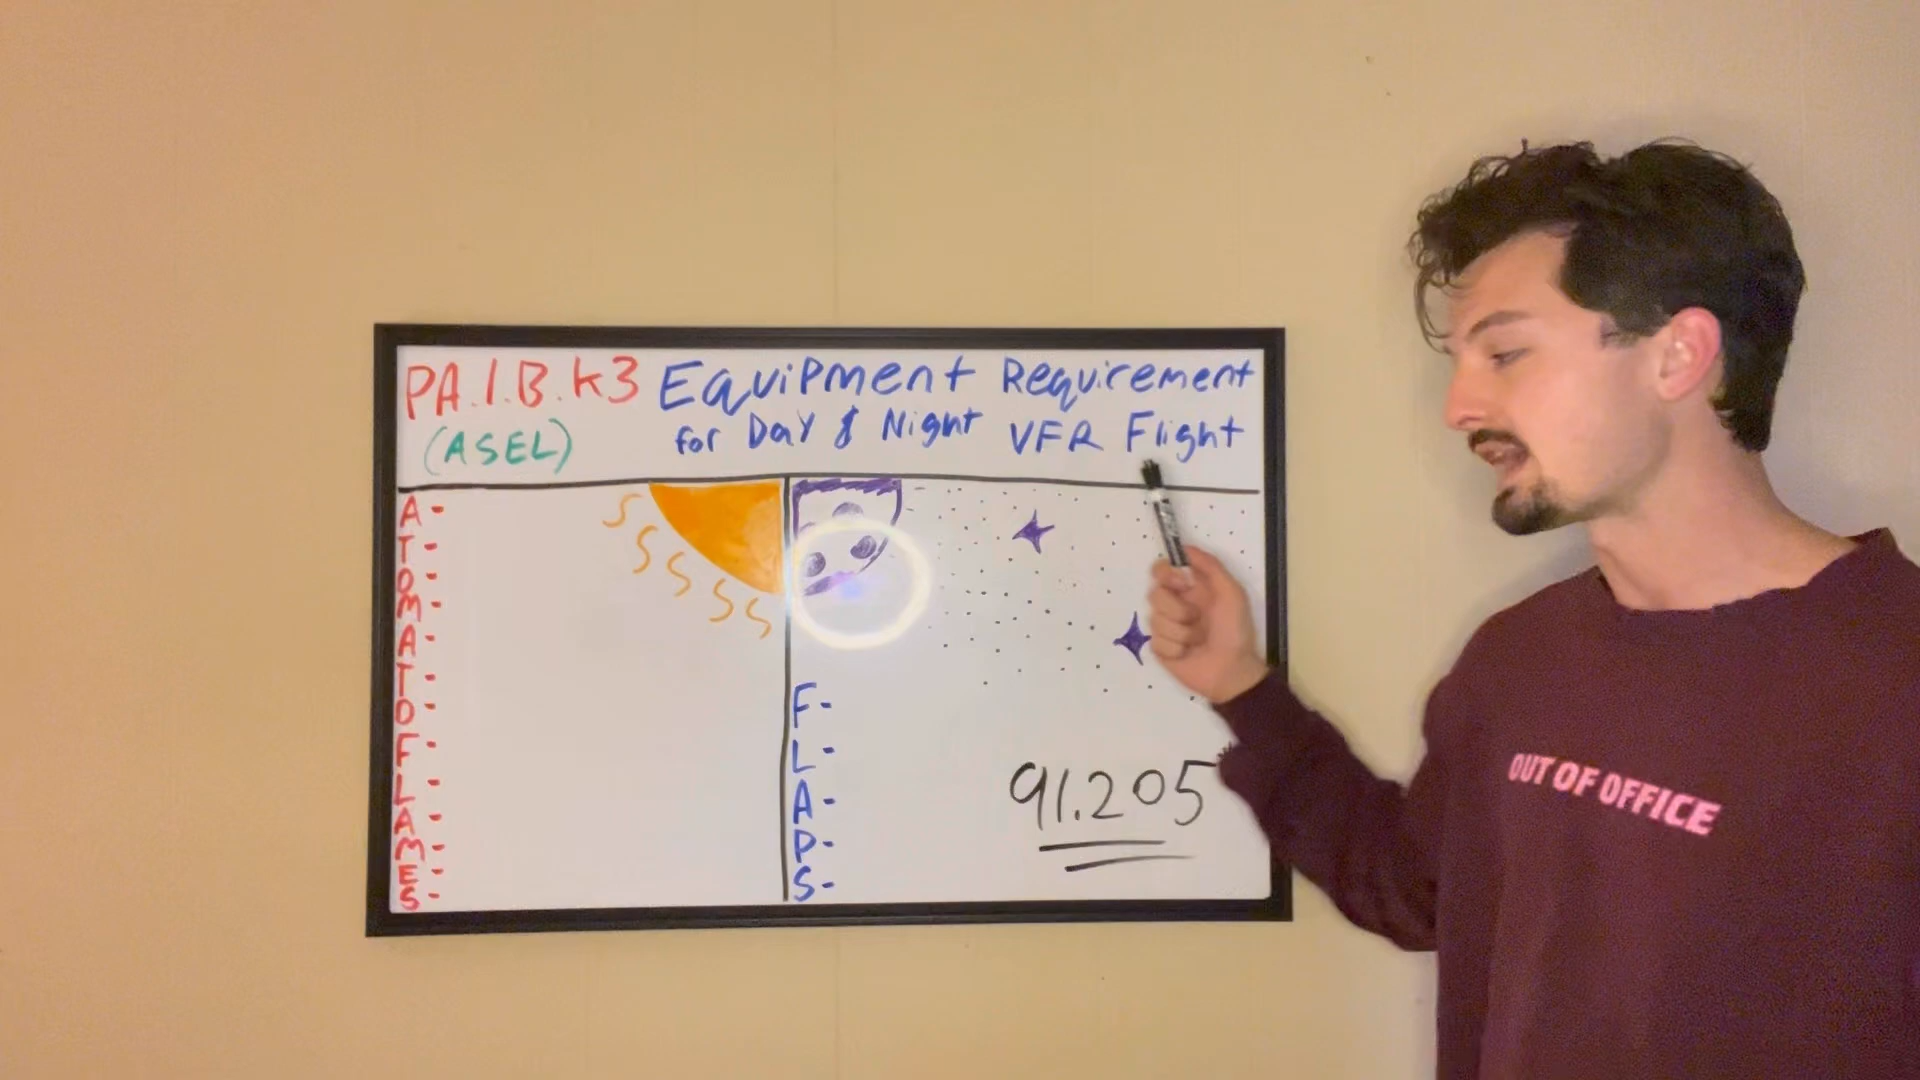 PA.I.B.K3 Equipment Requirement
(ASEL) for Day & Night VFR Flight
A-
T-
O-
M-
A-
T-
O-
F-
L-
A-
M-
E-
S-
F-
L-
A-
P-
S-
91.205
OUT OF OFFICE